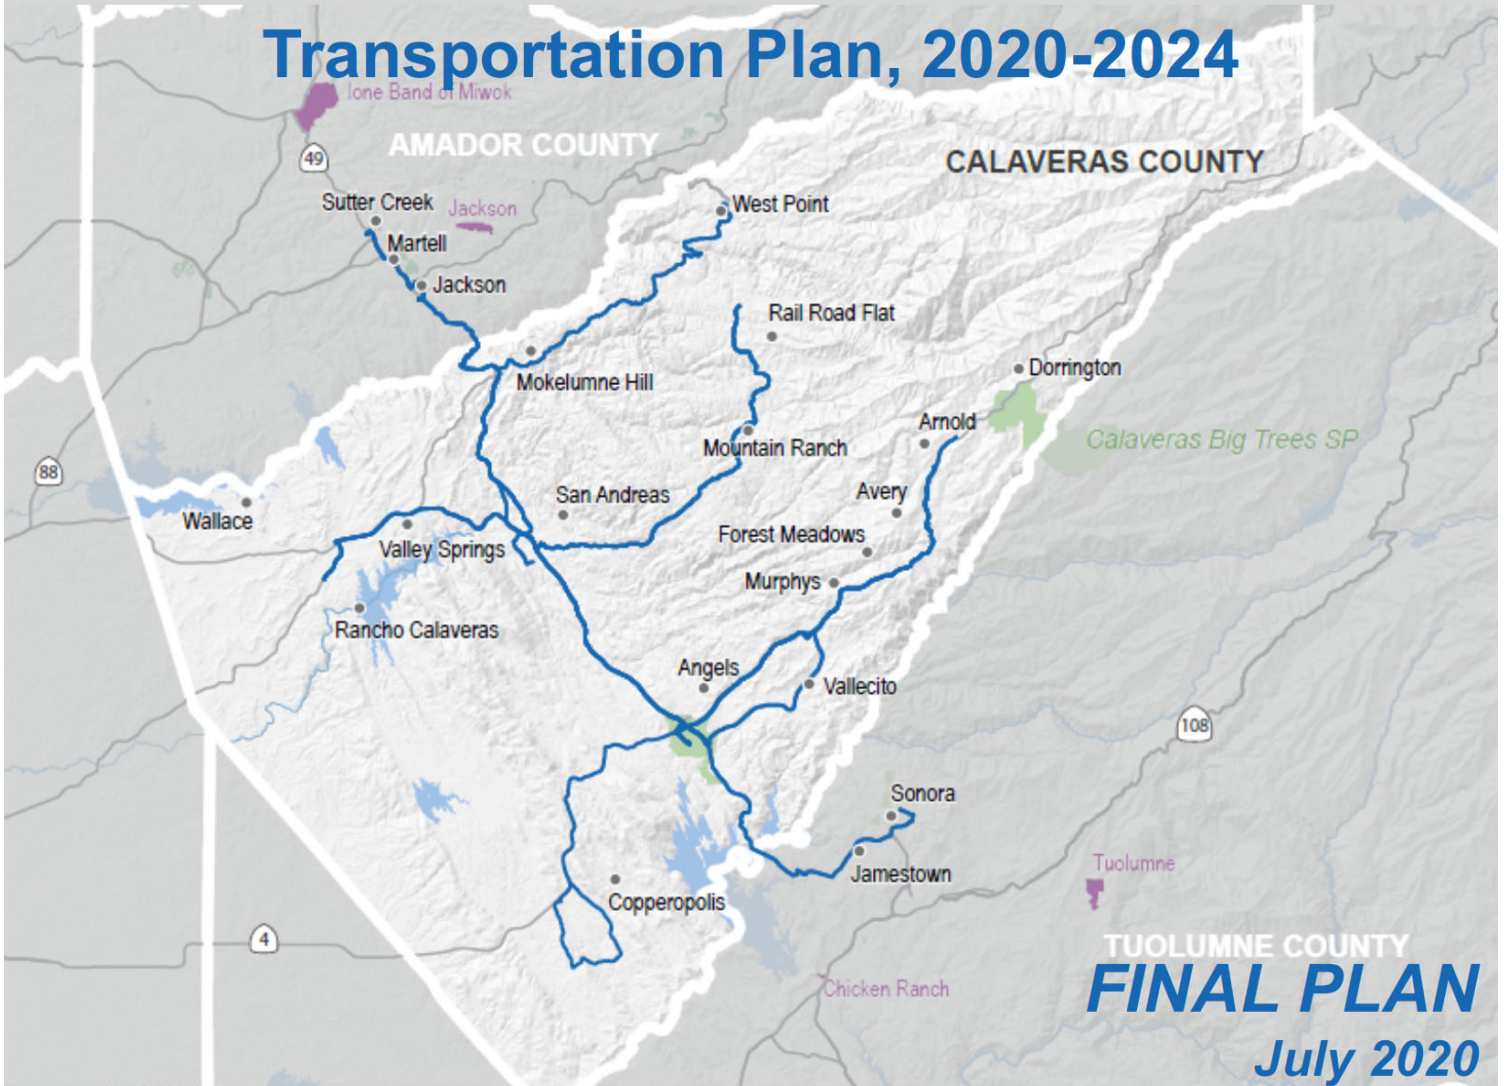 Transportation Plan, 2020-2024
Ione Band of Miwok
AMADOR COUNTY
49
CALAVERAS COUNTY
Sutter Creek
Jackson
West Point
Martell
Jackson
Rail Road Flat
Mokelumne Hill
Dorrington
Arnold
Calaveras Big Trees SP
Mountain Ranch
88
San Andreas
Avery
Wallace
Forest Meadows
Valley Springs
Murphys
Rancho Calaveras
Angels
Vallecito
108
Sonora
Jamestown
Tuolumne
Copperopolis
4
TUOLUMNE COUNTY
Chicken Ranch
FINAL PLAN
July 2020